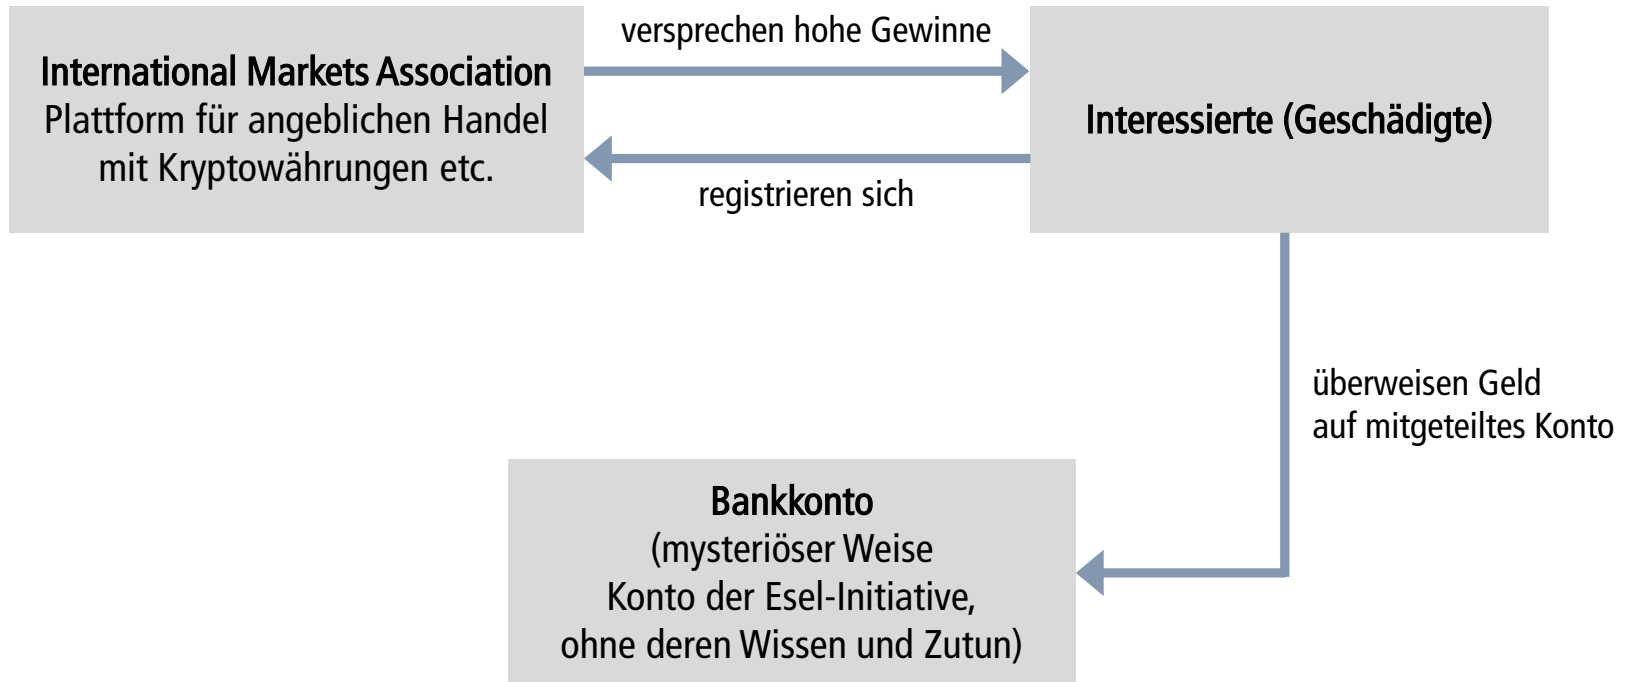 International Markets Association
Plattform für angeblichen Handel
mit Kryptowährungen etc.
versprechen hohe Gewinne
registrieren sich
Interessierte (Geschädigte)
überweisen Geld
auf mitgeteiltes Konto
Bankkonto
(mysteriöser Weise
Konto der Esel-Initiative,
ohne deren Wissen und Zutun)